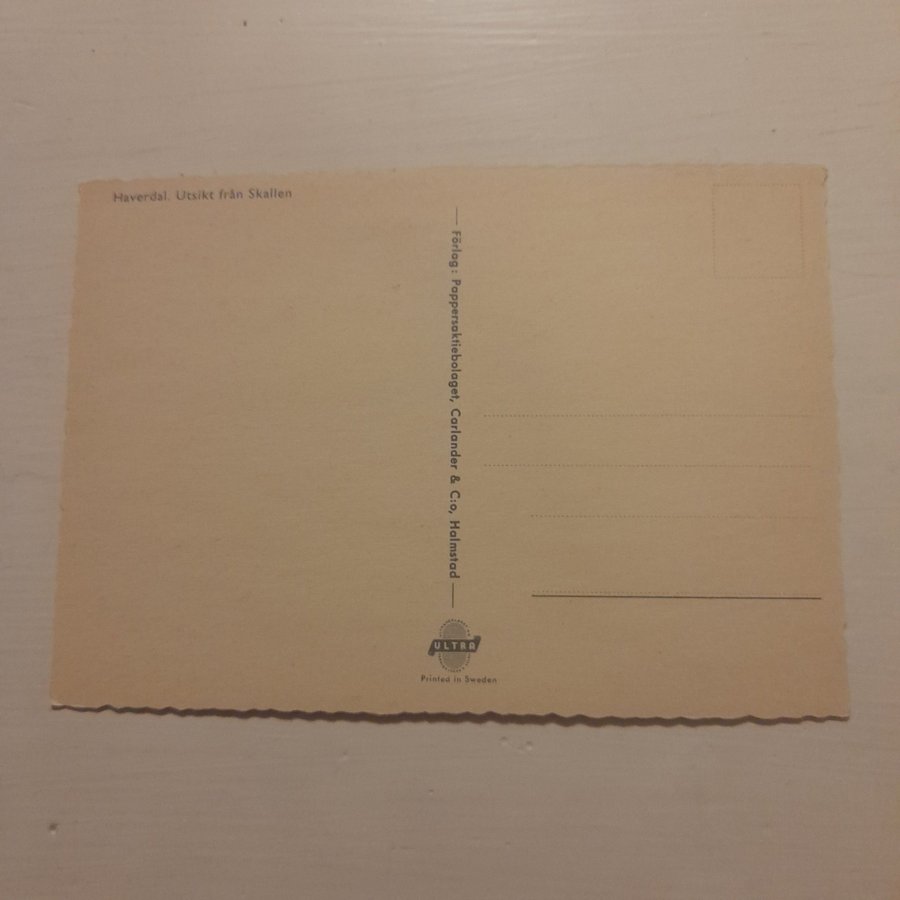 Haverdal. Utsikt från Skallen
Förlag: Pappersaktiebolaget, Carlander & C:o, Halmstad
ULTRA
Printed in Sweden